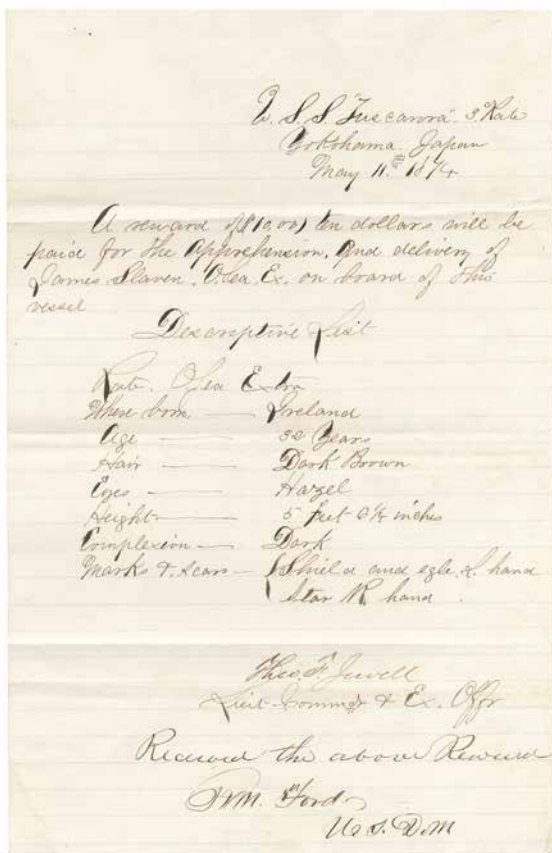 U. S. S. Tuscarora. 3d Rate
Yokohama. Japan
May 11th 1874
A reward of ($10,00) ten dollars will be
paid for the Apprehension. And delivery of
James Slaven. O.Sea. Ex. on board of this
vessel
Descriptive List
Rate. O Sea Extra
Where born — Ireland
Age — 32 Years
Hair — Dark Brown
Eyes — Hazel
Height — 5 feet 6¼ inches
Complexion — Dark
Marks & Scars — { Shield and egle. L. hand
Star R. hand.
Theo. F. Jewell
Lieut Commdr & Ex. Offr
Received the above Reward
Wm. Ford
U. S. D. M